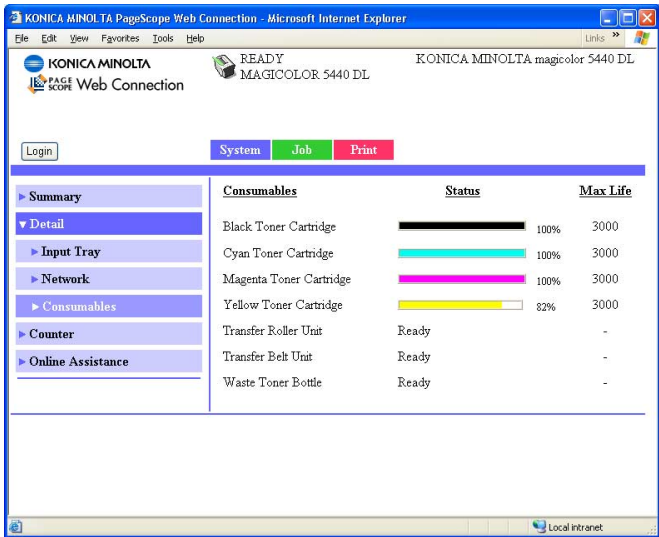 KONICA MINOLTA PageScope Web Connection - Microsoft Internet Explorer
File Edit View Favorites Tools Help Links »
KONICA MINOLTA
PAGE SCOPE Web Connection
READY
MAGICOLOR 5440 DL
KONICA MINOLTA magicolor 5440 DL
Login
System Job Print
Summary
Detail
Input Tray
Network
Consumables
Counter
Online Assistance
Consumables Status Max Life
Black Toner Cartridge 100% 3000
Cyan Toner Cartridge 100% 3000
Magenta Toner Cartridge 100% 3000
Yellow Toner Cartridge 82% 3000
Transfer Roller Unit Ready -
Transfer Belt Unit Ready -
Waste Toner Bottle Ready -
Local intranet